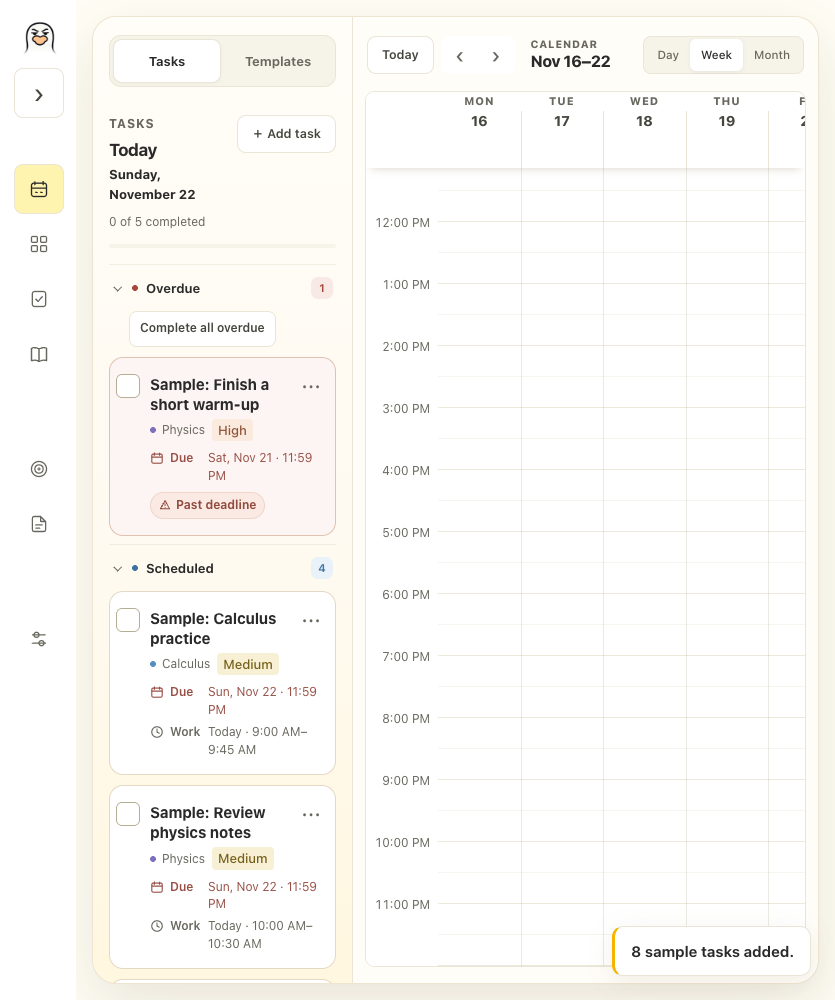 Tasks
Templates
TASKS
Today
Sunday,
November 22
0 of 5 completed
+ Add task
Overdue
1
Complete all overdue
Sample: Finish a
short warm-up
Physics
High
Due
Sat, Nov 21 · 11:59
PM
Past deadline
Scheduled
4
Sample: Calculus
practice
Calculus
Medium
Due
Sun, Nov 22 · 11:59
PM
Work
Today · 9:00 AM–
9:45 AM
Sample: Review
physics notes
Physics
Medium
Due
Sun, Nov 22 · 11:59
PM
Work
Today · 10:00 AM–
10:30 AM
Today
CALENDAR
Nov 16–22
Day
Week
Month
MON
16
TUE
17
WED
18
THU
19
12:00 PM
1:00 PM
2:00 PM
3:00 PM
4:00 PM
5:00 PM
6:00 PM
7:00 PM
8:00 PM
9:00 PM
10:00 PM
11:00 PM
8 sample tasks added.